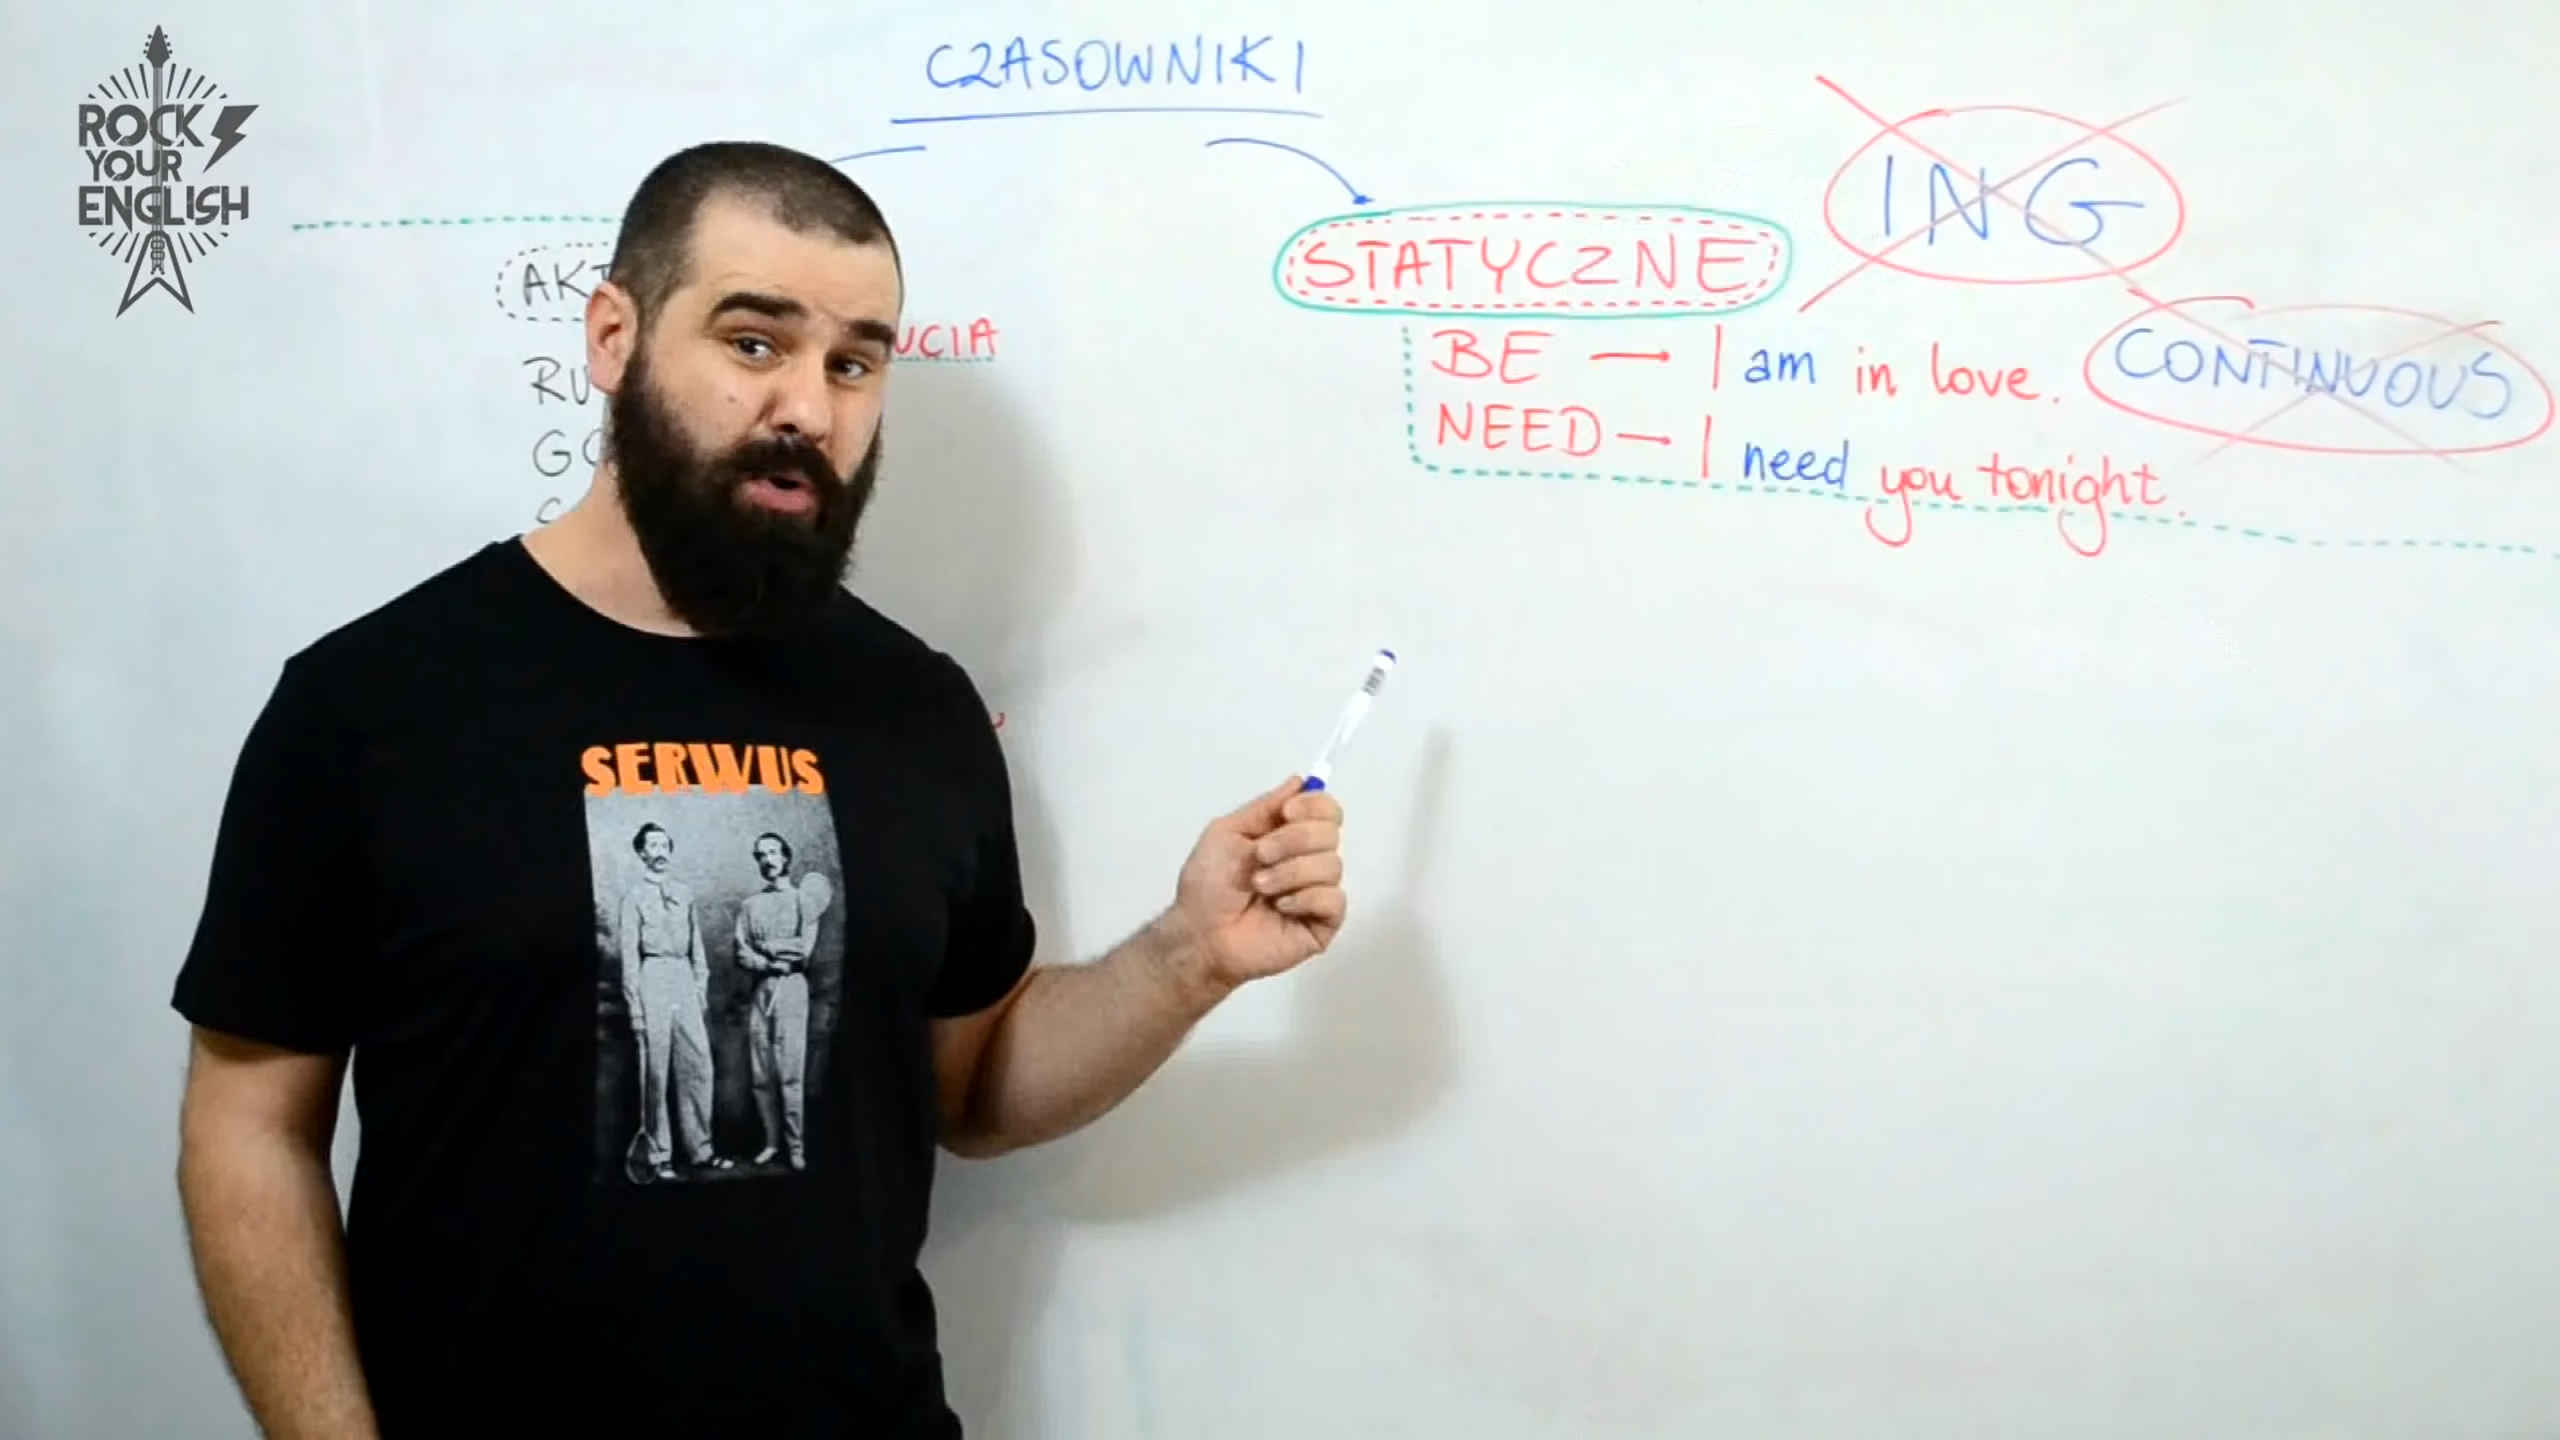 ROCK
YOUR
ENGLISH
CZASOWNIKI
STATYCZNE
ING
BE → I am in love.
CONTINUOUS
NEED → I need you tonight.
SERWUS